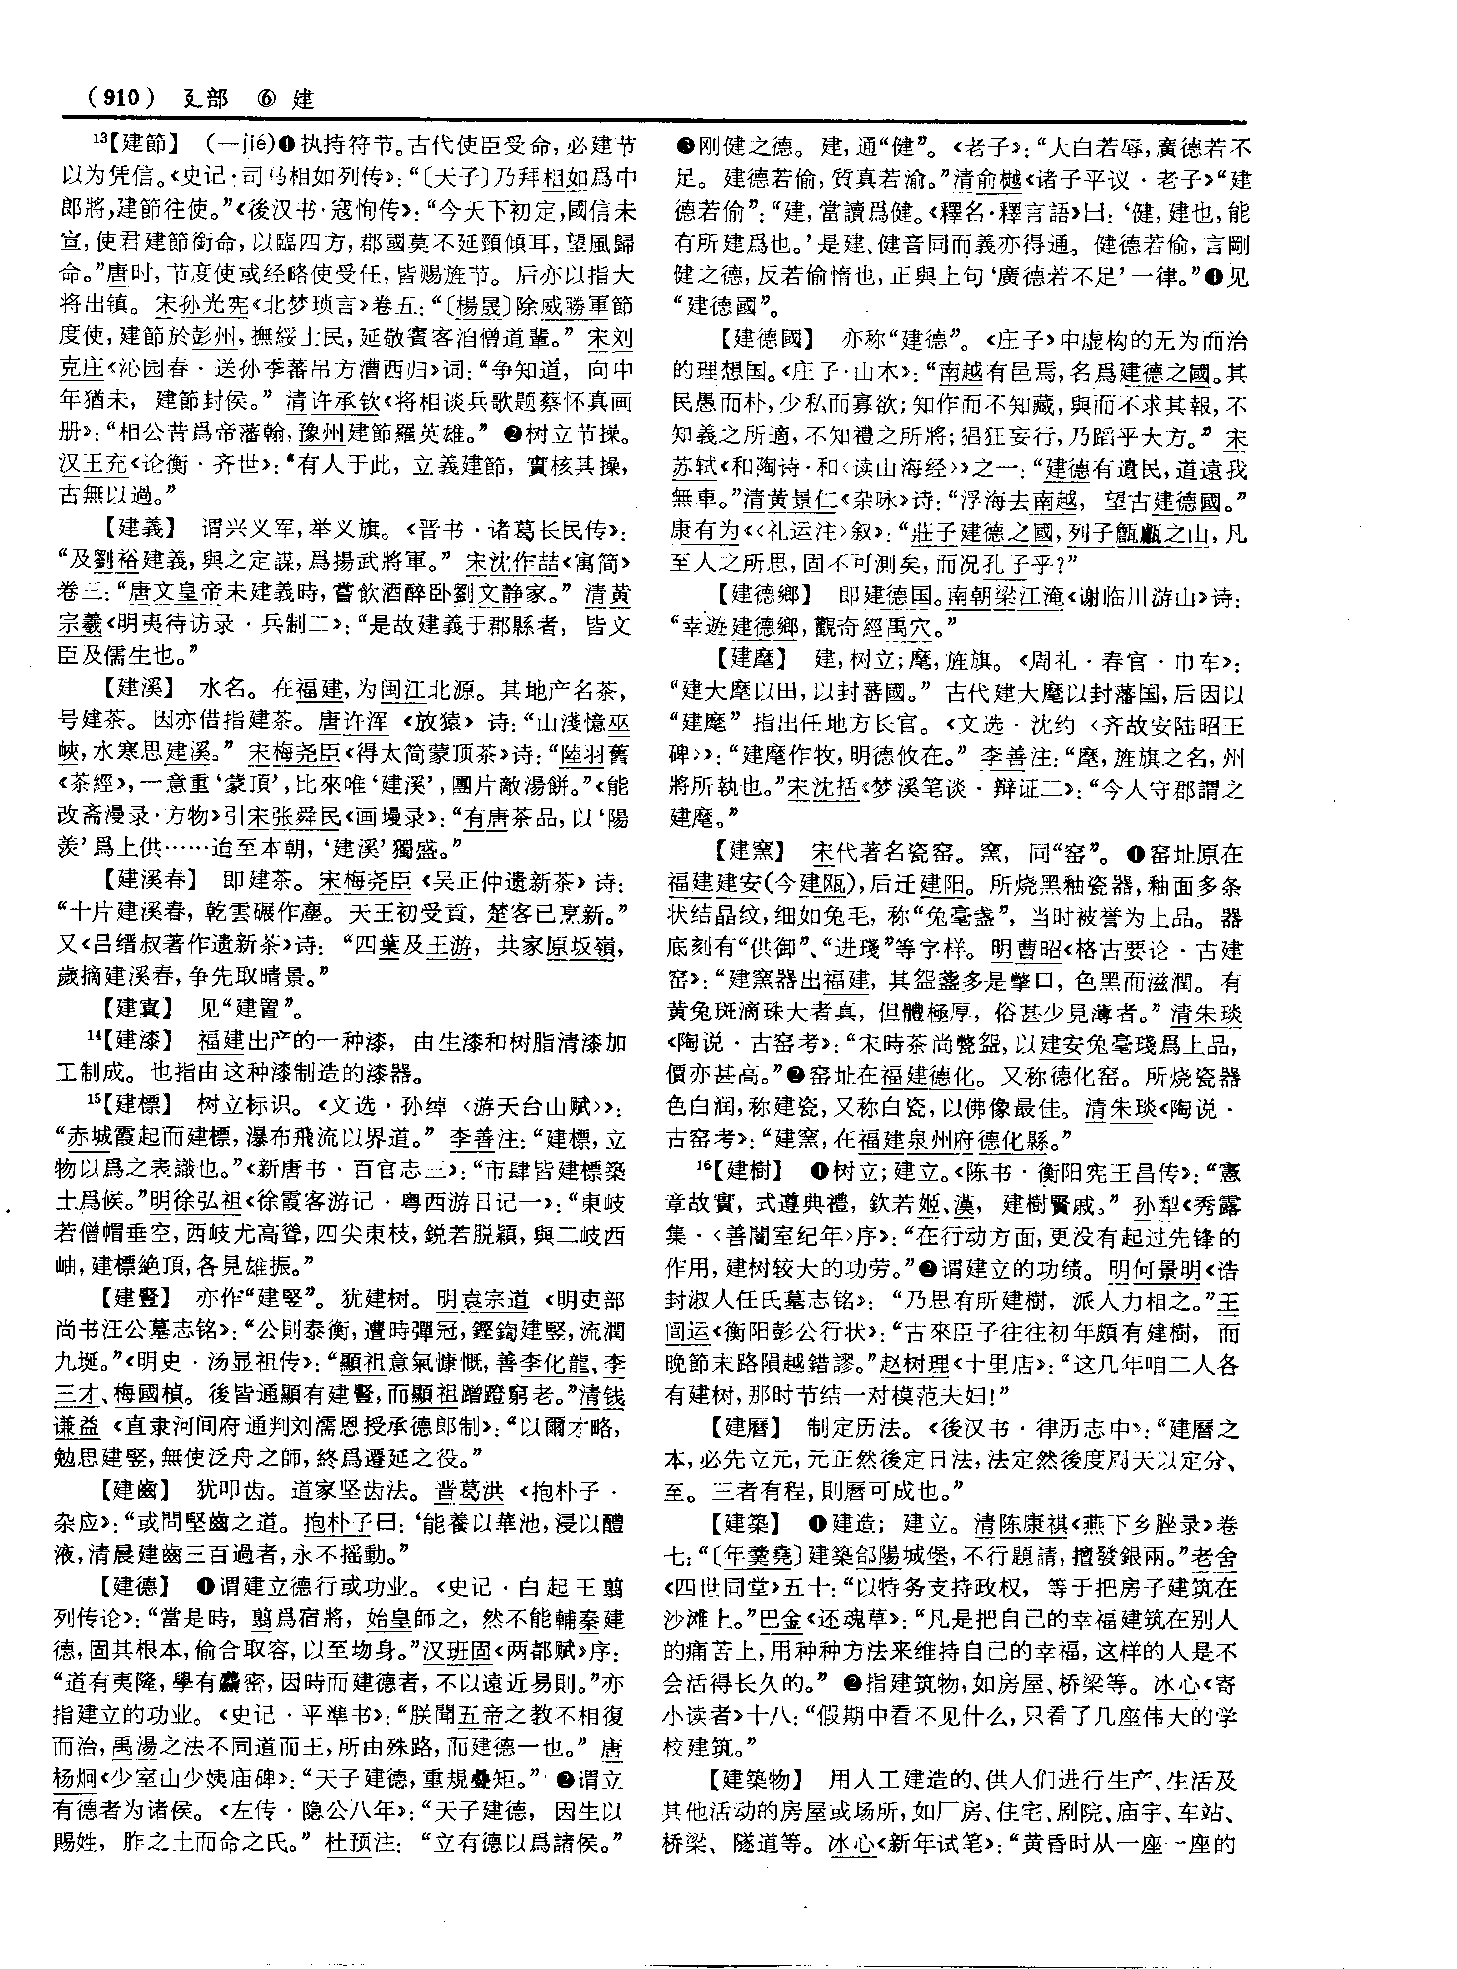 （910） 廴部 ⑥ 建
¹³【建節】 （—jié）❶执持符节。古代使臣受命，必建节
以为凭信。《史记·司马相如列传》：“〔天子〕乃拜相如爲中
郎將，建節往使。”《後汉书·寇恂传》：“今天下初定，國信未
宣，使君建節銜命，以臨四方，郡國莫不延頸傾耳，望風歸
命。”唐时，节度使或经略使受任，皆赐旌节。后亦以指大
将出镇。宋孙光宪《北梦琐言》卷五：“〔楊晟〕除威勝軍節
度使，建節於彭州，撫綏士民，延敬賓客洎僧道輩。”宋刘
克庄《沁园春·送孙季蕃吊方漕西归》词：“争知道，向中
年猶未，建節封侯。”清许承钦《将相谈兵歌题蔡怀真画
册》：“相公昔爲帝藩翰，豫州建節羅英雄。”❷树立节操。
汉王充《论衡·齐世》：“有人于此，立義建節，實核其操，
古無以過。”
【建義】 谓兴义军，举义旗。《晋书·诸葛长民传》：
“及劉裕建義，與之定謀，爲揚武將軍。”宋沈作喆《寓简》
卷三：“唐文皇帝未建義時，嘗飲酒醉卧劉文静家。”清黄
宗羲《明夷待访录·兵制二》：“是故建義于郡縣者，皆文
臣及儒生也。”
【建溪】 水名。在福建，为闽江北源。其地产名茶，
号建茶。因亦借指建茶。唐许浑《放猿》诗：“山淺憶巫
峽，水寒思建溪。”宋梅尧臣《得太简蒙顶茶》诗：“陸羽舊
《茶經》，一意重‘蒙頂’，比來唯‘建溪’，團片敵湯餅。”《能
改斋漫录·方物》引宋张舜民《画墁录》：“有唐茶品，以‘陽
羨’爲上供……迨至本朝，‘建溪’獨盛。”
【建溪春】 即建茶。宋梅尧臣《吴正仲遗新茶》诗：
“十片建溪春，乾雲碾作塵。天王初受貢，楚客已烹新。”
又《吕缙叔著作遗新茶》诗：“四葉及王游，共家原坂嶺，
歲摘建溪春，争先取晴景。”
【建寘】 见“建置”。
¹⁴【建漆】 福建出产的一种漆，由生漆和树脂清漆加
工制成。也指由这种漆制造的漆器。
¹⁵【建標】 树立标识。《文选·孙绰〈游天台山赋〉》：
“赤城霞起而建標，瀑布飛流以界道。”李善注：“建標，立
物以爲之表識也。”《新唐书·百官志三》：“市肆皆建標築
土爲候。”明徐弘祖《徐霞客游记·粤西游日记一》：“東岐
若僧帽垂空，西岐尤高聳，四尖東枝，鋭若脱穎，與二岐西
岫，建標絶頂，各見雄振。”
【建豎】 亦作“建竪”。犹建树。明袁宗道《明吏部
尚书汪公墓志铭》：“公則泰衡，遭時彈冠，鏗鍧建竪，流潤
九埏。”《明史·汤显祖传》：“顯祖意氣慷慨，善李化龍、李
三才、梅國楨。後皆通顯有建豎，而顯祖蹭蹬窮老。”清钱
谦益《直隶河间府通判刘濡恩授承德郎制》：“以爾才略，
勉思建竪，無使泛舟之師，終爲遷延之役。”
【建齒】 犹叩齿。道家坚齿法。晋葛洪《抱朴子·
杂应》：“或問堅齒之道。抱朴子曰：‘能養以華池，浸以醴
液，清晨建齒三百過者，永不摇動。”
【建德】 ❶谓建立德行或功业。《史记·白起王翦
列传论》：“當是時，翦爲宿將，始皇師之，然不能輔秦建
德，固其根本，偷合取容，以至圽身。”汉班固《两都赋》序：
“道有夷隆，學有麤密，因時而建德者，不以遠近易則。”亦
指建立的功业。《史记·平準书》：“朕聞五帝之教不相復
而治，禹湯之法不同道而王，所由殊路，而建德一也。”唐
杨炯《少室山少姨庙碑》：“天子建德，重規疊矩。”❷谓立
有德者为诸侯。《左传·隐公八年》：“天子建德，因生以
賜姓，胙之土而命之氏。”杜预注：“立有德以爲諸侯。”
❸刚健之德。建，通“健”。《老子》：“大白若辱，廣德若不
足。建德若偷，質真若渝。”清俞樾《诸子平议·老子》“建
德若偷”：“建，當讀爲健。《釋名·釋言語》曰：‘健，建也，能
有所建爲也。’是建、健音同而義亦得通。健德若偷，言剛
健之德，反若偷惰也，正與上句‘廣德若不足’一律。”❹见
“建德國”。
【建德國】 亦称“建德”。《庄子》中虚构的无为而治
的理想国。《庄子·山木》：“南越有邑焉，名爲建德之國。其
民愚而朴，少私而寡欲；知作而不知藏，與而不求其報，不
知義之所適，不知禮之所將；猖狂妄行，乃蹈乎大方。”宋
苏轼《和陶诗·和〈读山海经〉》之一：“建德有遺民，道遠我
無車。”清黄景仁《杂咏》诗：“浮海去南越，望古建德國。”
康有为《〈礼运注〉叙》：“莊子建德之國，列子甔甀之山，凡
至人之所思，固不可測矣，而况孔子乎？”
【建德鄉】 即建德国。南朝梁江淹《谢临川游山》诗：
“幸遊建德鄉，觀奇經禹穴。”
【建麾】 建，树立；麾，旌旗。《周礼·春官·巾车》：
“建大麾以田，以封蕃國。”古代建大麾以封藩国，后因以
“建麾”指出任地方长官。《文选·沈约〈齐故安陆昭王
碑〉》：“建麾作牧，明德攸在。”李善注：“麾，旌旗之名，州
將所執也。”宋沈括《梦溪笔谈·辩证二》：“今人守郡謂之
建麾。”
【建窯】 宋代著名瓷窑。窯，同“窑”。❶窑址原在
福建建安（今建瓯），后迁建阳。所烧黑釉瓷器，釉面多条
状结晶纹，细如兔毛，称“兔毫盏”，当时被誉为上品。器
底刻有“供御”、“进琖”等字样。明曹昭《格古要论·古建
窑》：“建窯器出福建，其盌盞多是撆口，色黑而滋潤。有
黄兔斑滴珠大者真，但體極厚，俗甚少見薄者。”清朱琰
《陶说·古窑考》：“宋時茶尚㼜盌，以建安兔毫琖爲上品，
價亦甚高。”❷窑址在福建德化。又称德化窑。所烧瓷器
色白润，称建瓷，又称白瓷，以佛像最佳。清朱琰《陶说·
古窑考》：“建窯，在福建泉州府德化縣。”
¹⁶【建樹】 ❶树立；建立。《陈书·衡阳宪王昌传》：“憲
章故實，式遵典禮，欽若姬、漢，建樹賢戚。”孙犁《秀露
集·〈善闇室纪年〉序》：“在行动方面，更没有起过先锋的
作用，建树较大的功劳。”❷谓建立的功绩。明何景明《浩
封淑人任氏墓志铭》：“乃思有所建樹，派人力相之。”王
闿运《衡阳彭公行状》：“古來臣子往往初年頗有建樹，而
晚節末路隕越錯謬。”赵树理《十里店》：“这几年咱二人各
有建树，那时节结一对模范夫妇！”
【建曆】 制定历法。《後汉书·律历志中》：“建曆之
本，必先立元，元正然後定日法，法定然後度周天以定分、
至。三者有程，則曆可成也。”
【建築】 ❶建造；建立。清陈康祺《燕下乡脞录》卷
七：“〔年羹堯〕建築郃陽城堡，不行題請，擅發銀兩。”老舍
《四世同堂》五十：“以特务支持政权，等于把房子建筑在
沙滩上。”巴金《还魂草》：“凡是把自己的幸福建筑在别人
的痛苦上，用种种方法来维持自己的幸福，这样的人是不
会活得长久的。”❷指建筑物，如房屋、桥梁等。冰心《寄
小读者》十八：“假期中看不见什么，只看了几座伟大的学
校建筑。”
【建築物】 用人工建造的、供人们进行生产、生活及
其他活动的房屋或场所，如厂房、住宅、剧院、庙宇、车站、
桥梁、隧道等。冰心《新年试笔》：“黄昏时从一座一座的